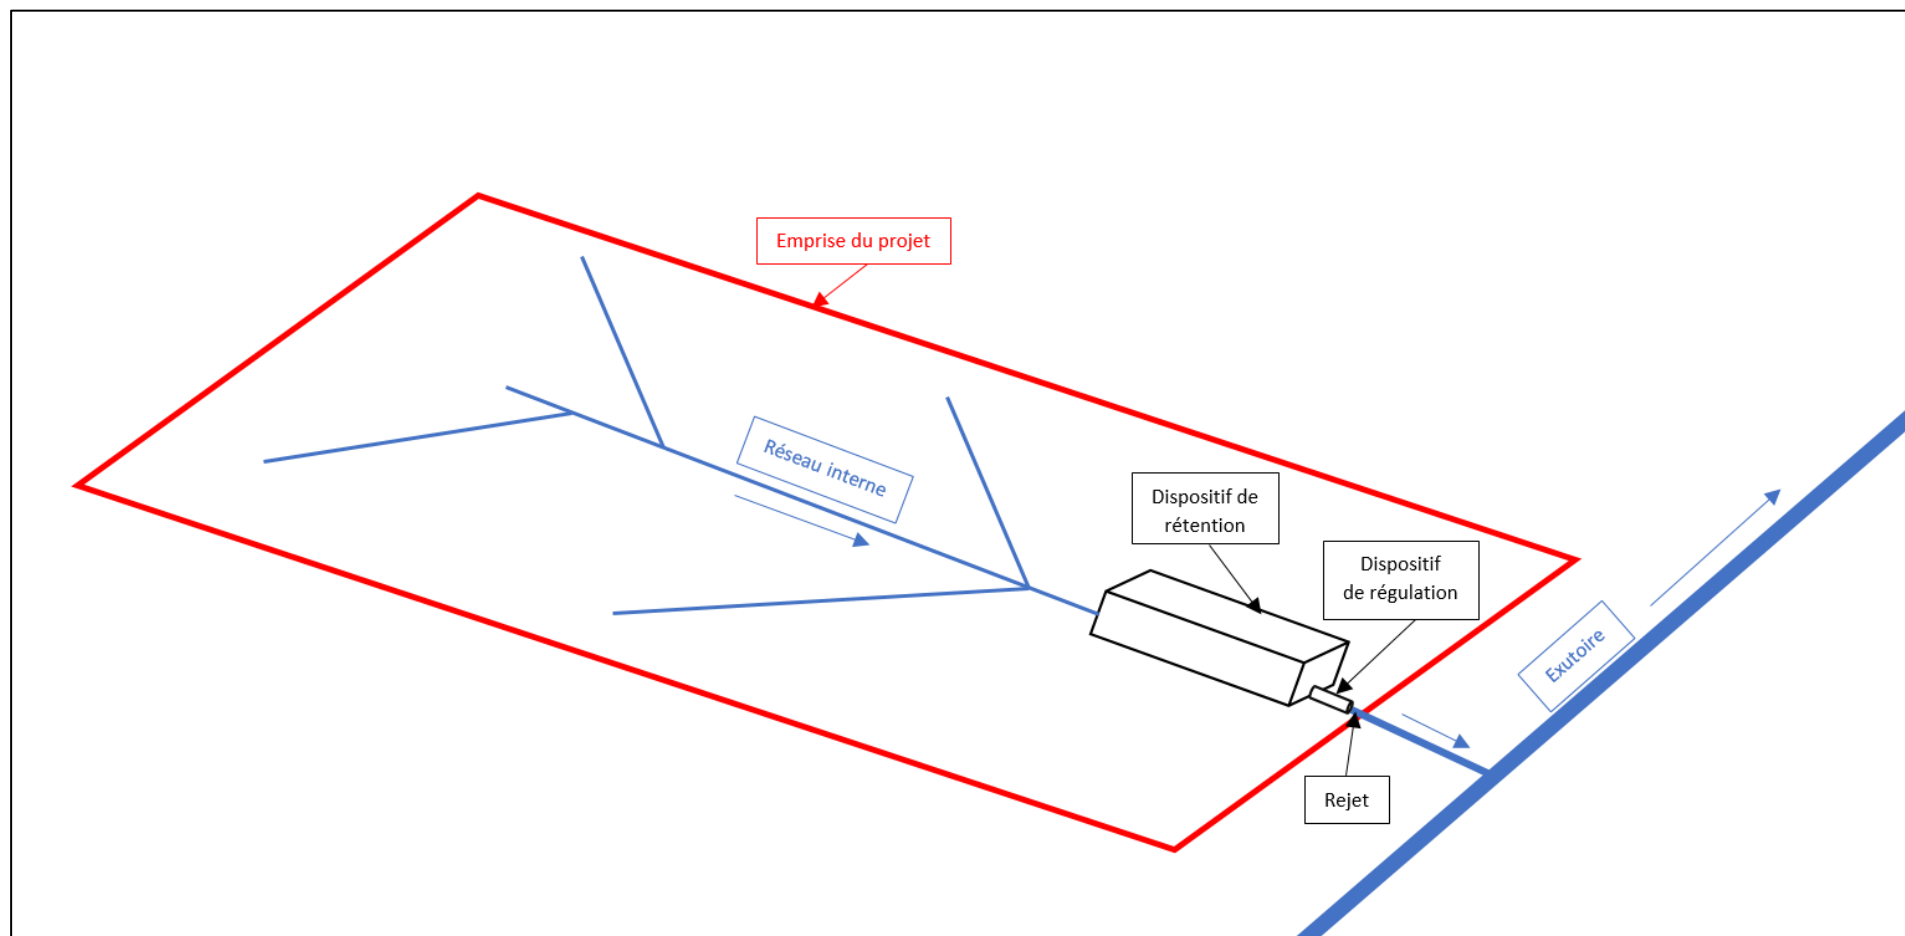 Emprise du projet
Réseau interne
Dispositif de
rétention
Dispositif
de régulation
Exutoire
Rejet